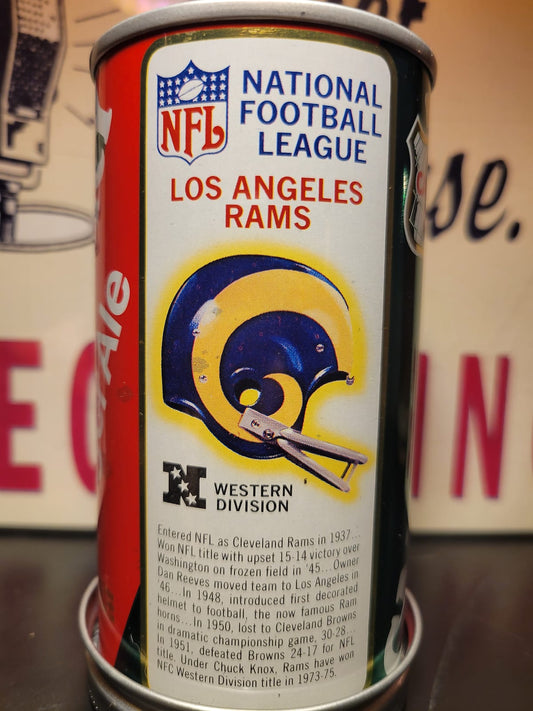 NFL
NATIONAL
FOOTBALL
LEAGUE
LOS ANGELES
RAMS
N
WESTERN
DIVISION
Entered NFL as Cleveland Rams in 1937...
Won NFL title with upset 15-14 victory over
Washington on frozen field in '45...Owner
Dan Reeves moved team to Los Angeles in
'46...In 1948, introduced first decorated
helmet to football, the now famous Ram
horns...In 1950, lost to Cleveland Browns
in dramatic championship game, 30-28...
In 1951, defeated Browns 24-17 for NFL
title. Under Chuck Knox, Rams have won
NFC Western Division title in 1973-75.
Ale
se.
EC
IN